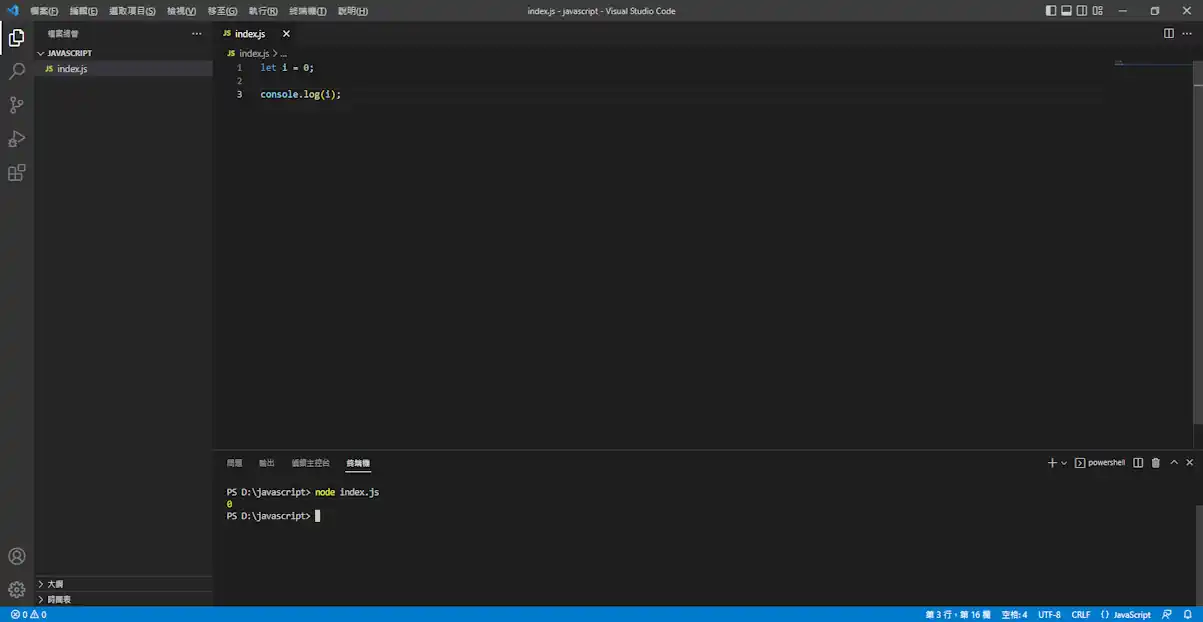 檔案(F) 編輯(E) 選取項目(S) 檢視(V) 移至(G) 執行(R) 終端機(T) 說明(H)
index.js - javascript - Visual Studio Code
檔案總管
JAVASCRIPT
JS index.js
JS index.js
JS index.js > ...
1 let i = 0;
2
3 console.log(i);
問題 輸出 偵錯主控台 終端機
powershell
PS D:\javascript> node index.js
0
PS D:\javascript>
大綱
時間表
0 0
第 3 行,第 16 欄 空格: 4 UTF-8 CRLF {} JavaScript